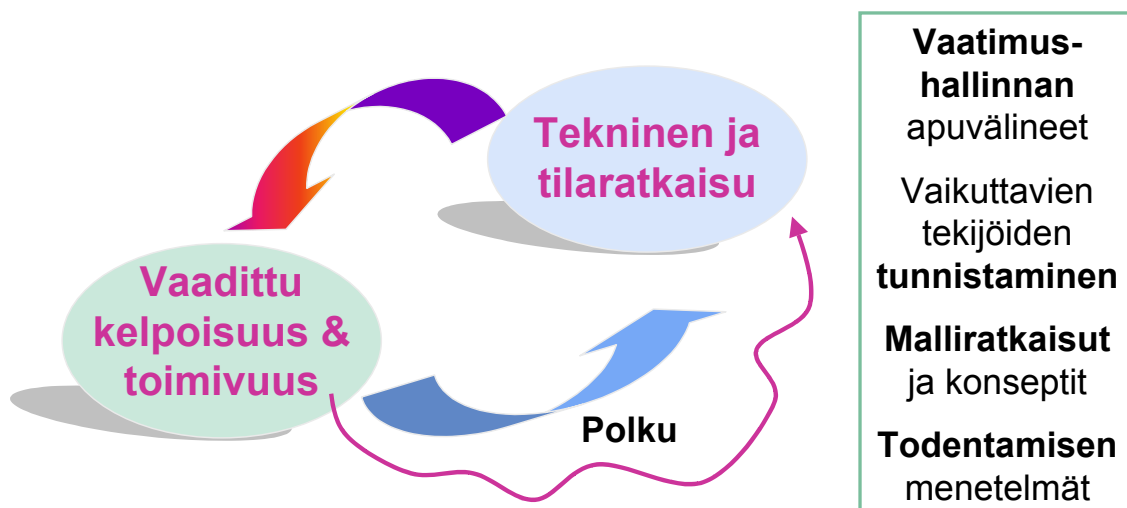 Tekninen ja
tilaratkaisu
Vaadittu
kelpoisuus &
toimivuus
Polku
Vaatimus-
hallinnan
apuvälineet
Vaikuttavien
tekijöiden
tunnistaminen
Malliratkaisut
ja konseptit
Todentamisen
menetelmät